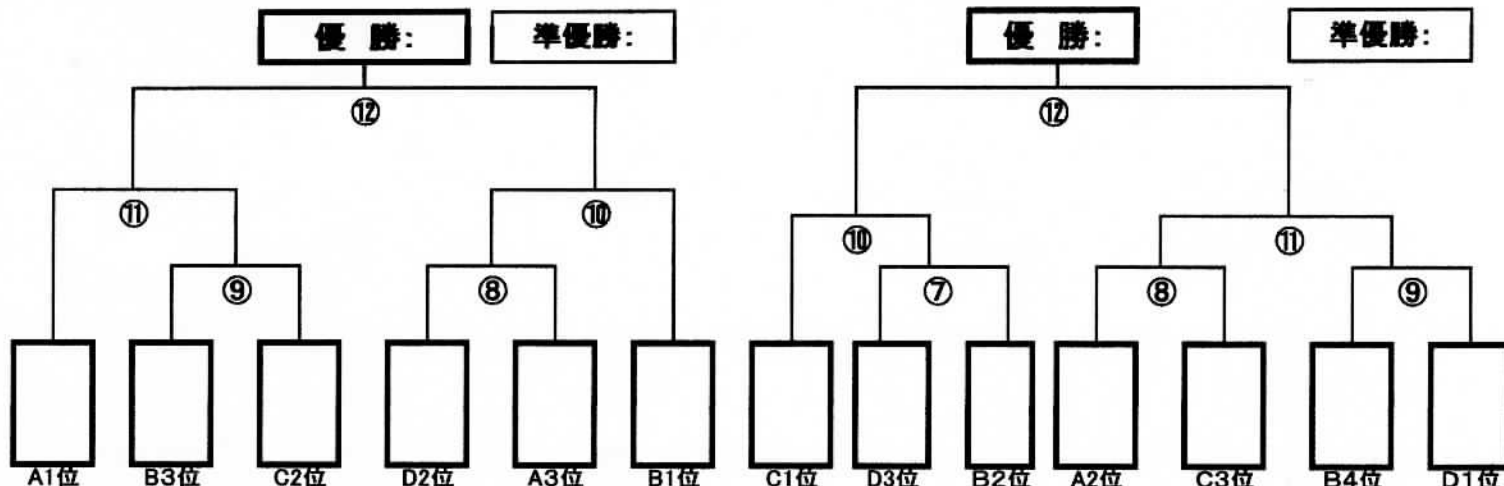 優 勝: 準優勝: 優 勝: 準優勝:
⑫ ⑫
⑪ ⑩ ⑩ ⑪
⑨ ⑧ ⑦ ⑧ ⑨
A1位 B3位 C2位 D2位 A3位 B1位 C1位 D3位 B2位 A2位 C3位 B4位 D1位